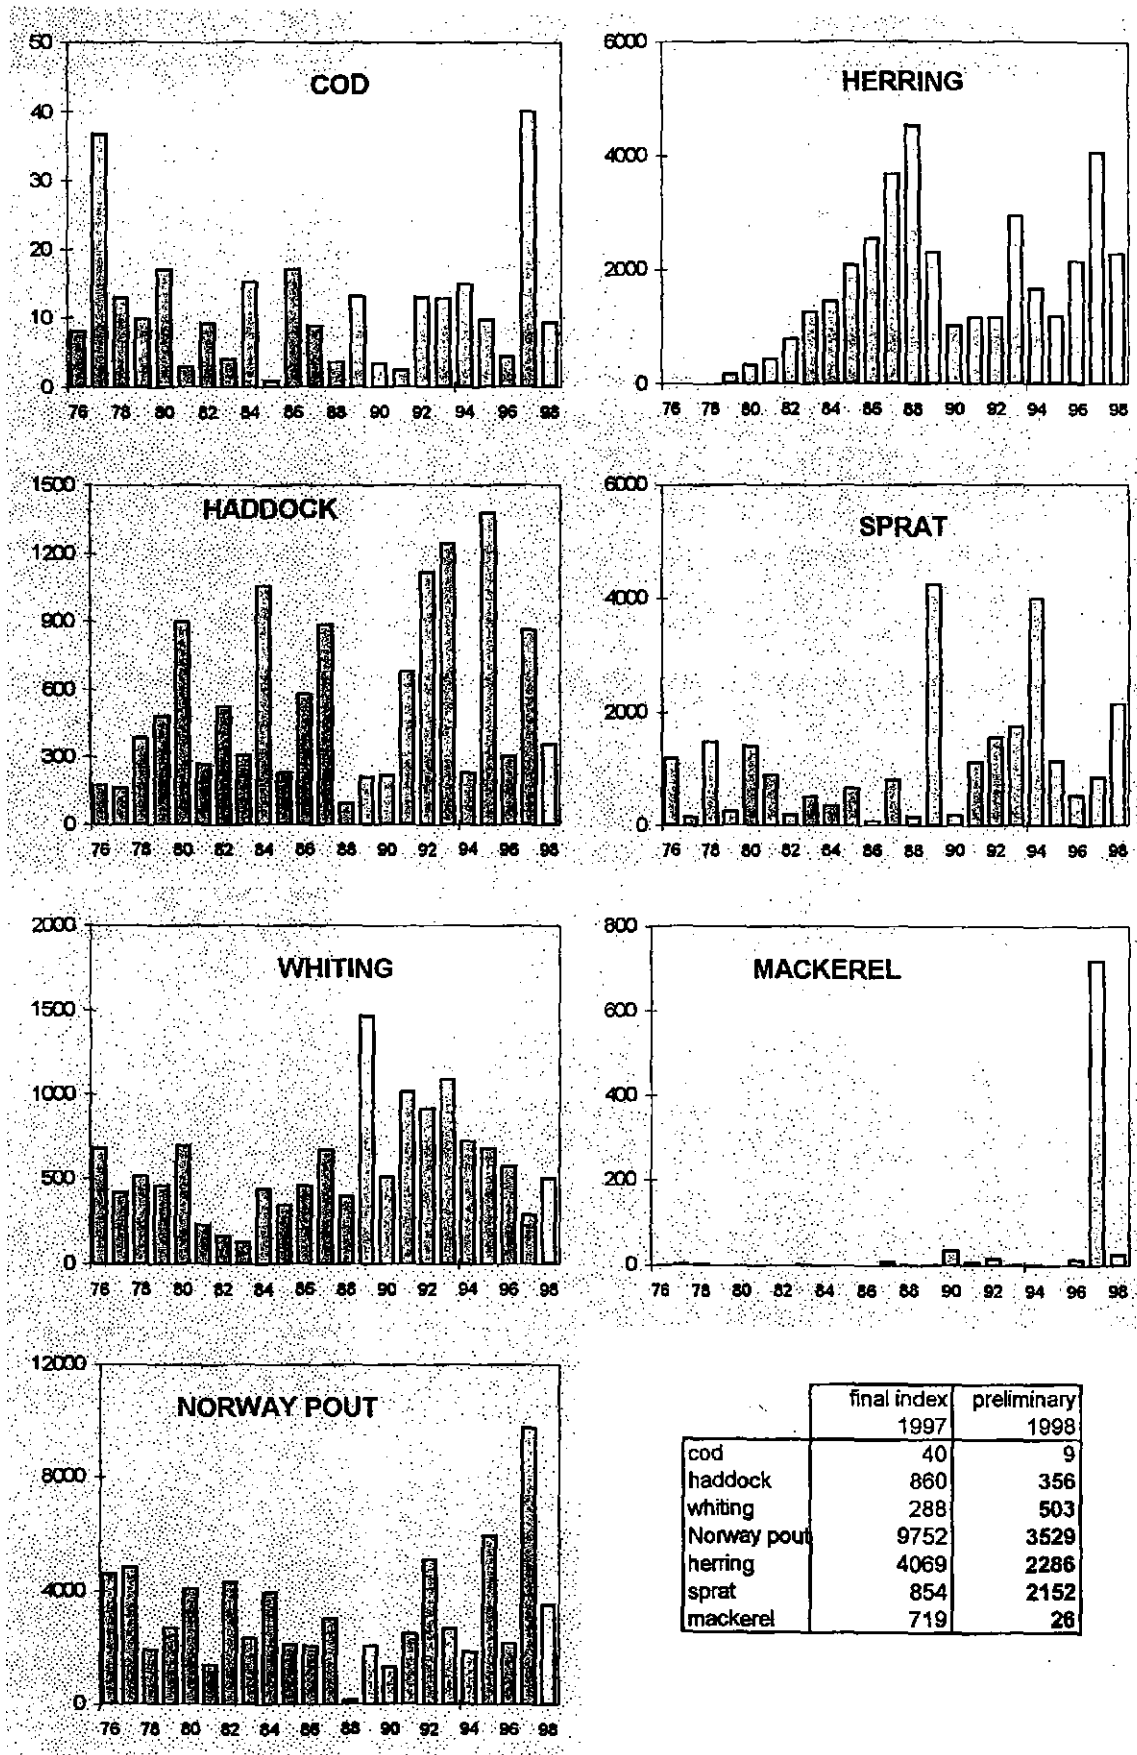 COD
50
40
30
20
10
0
76 78 80 82 84 86 88 90 92 94 96 98
HERRING
6000
4000
2000
0
76 78 80 82 84 86 88 90 92 94 96 98
HADDOCK
1500
1200
900
600
300
0
76 78 80 82 84 86 88 90 92 94 96 98
SPRAT
6000
4000
2000
0
76 78 80 82 84 86 88 90 92 94 96 98
WHITING
2000
1500
1000
500
0
76 78 80 82 84 86 88 90 92 94 96 98
MACKEREL
800
600
400
200
0
76 78 80 82 84 86 88 90 92 94 96 98
NORWAY POUT
12000
8000
4000
0
76 78 80 82 84 86 88 90 92 94 96 98
final index preliminary
1997 1998
cod 40 9
haddock 860 356
whiting 288 503
Norway pout 9752 3529
herring 4069 2286
sprat 854 2152
mackerel 719 26